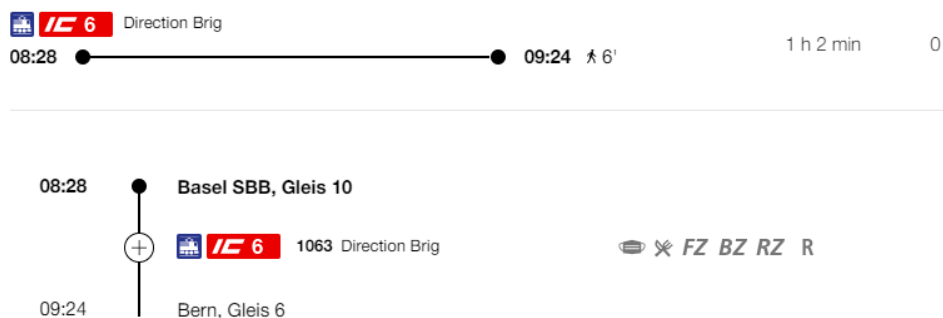 IC 6 Direction Brig
08:28 09:24 6' 1 h 2 min 0
08:28 Basel SBB, Gleis 10
IC 6 1063 Direction Brig FZ BZ RZ R
09:24 Bern, Gleis 6